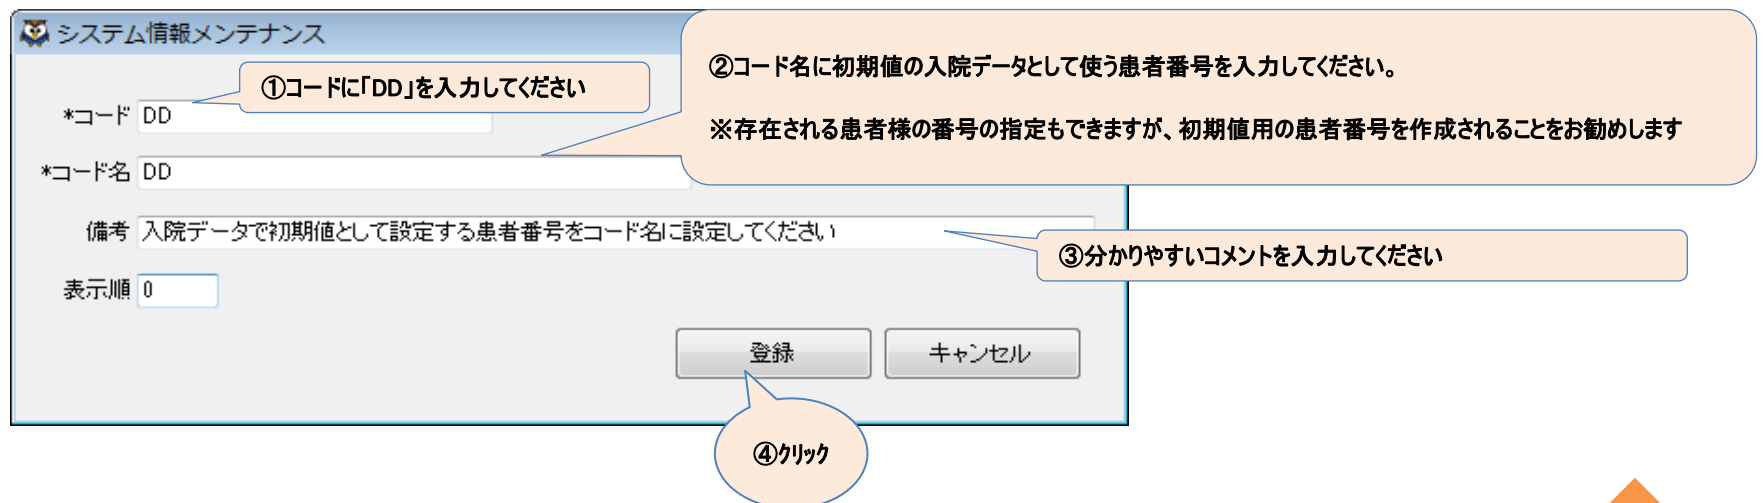 システム情報メンテナンス
②コード名に初期値の入院データとして使う患者番号を入力してください。
※存在される患者様の番号の指定もできますが、初期値用の患者番号を作成されることをお勧めします
①コードに「DD」を入力してください
*コード DD
*コード名 DD
備考 入院データで初期値として設定する患者番号をコード名に設定してください
③分かりやすいコメントを入力してください
表示順 0
登録 キャンセル
④クリック